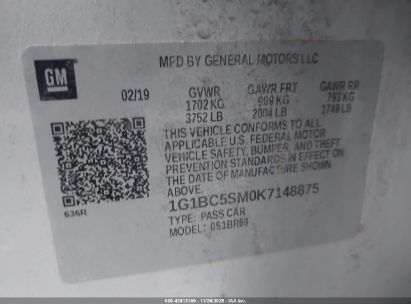 MFD BY GENERAL MOTORS LLC
GM
02/19 GVWR GAWR FRT GAWR RR
1702 KG 909 KG 793 KG
3752 LB 2004 LB 1749 LB
THIS VEHICLE CONFORMS TO ALL
APPLICABLE U.S. FEDERAL MOTOR
VEHICLE SAFETY, BUMPER, AND THEFT
PREVENTION STANDARDS IN EFFECT ON
THE DATE OF MANUFACTURE SHOWN
ABOVE.
1G1BC5SM0K7148875
636R
TYPE: PASS CAR
MODEL: 051BR69